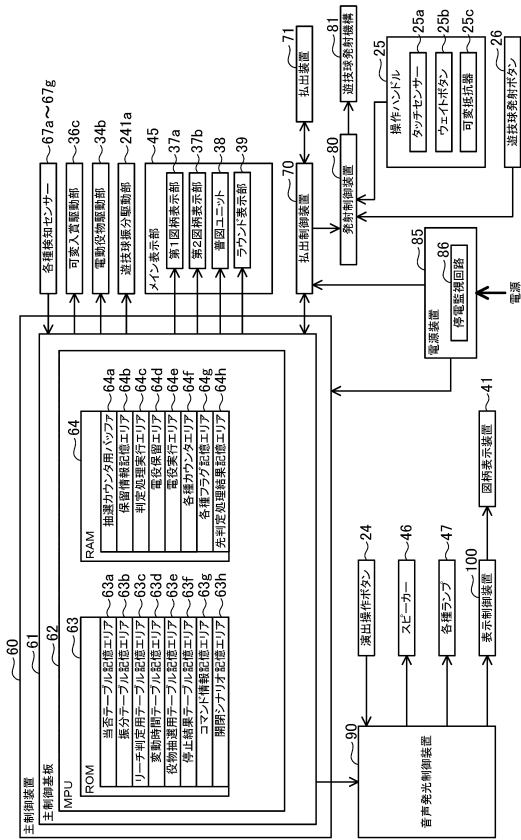 主制御装置
60
主制御基板
61
MPU
62
ROM
63
当否テーブル記憶エリア
63a
振分テーブル記憶エリア
63b
リーチ判定用テーブル記憶エリア
63c
変動時間テーブル記憶エリア
63d
役物抽選用テーブル記憶エリア
63e
停止結果テーブル記憶エリア
63f
コマンド情報記憶エリア
63g
開閉シナリオ記憶エリア
63h
RAM
64
抽選カウンタ用バッファ
64a
保留情報記憶エリア
64b
判定処理実行エリア
64c
電役保留エリア
64d
電役実行エリア
64e
各種カウンタエリア
64f
各種フラグ記憶エリア
64g
先判定処理結果記憶エリア
64h
各種検知センサー
67a～67g
可変入賞駆動部
36c
電動役物駆動部
34b
遊技球振分駆動部
241a
メイン表示部
45
第1図柄表示部
37a
第2図柄表示部
37b
普図ユニット
38
ラウンド表示部
39
払出制御装置
70
払出装置
71
発射制御装置
80
遊技球発射機構
81
操作ハンドル
25
タッチセンサー
25a
ウェイトボタン
25b
可変抵抗器
25c
遊技球発射ボタン
26
電源装置
85
停電監視回路
86
電源
音声発光制御装置
90
演出操作ボタン
24
スピーカー
46
各種ランプ
47
表示制御装置
100
図柄表示装置
41